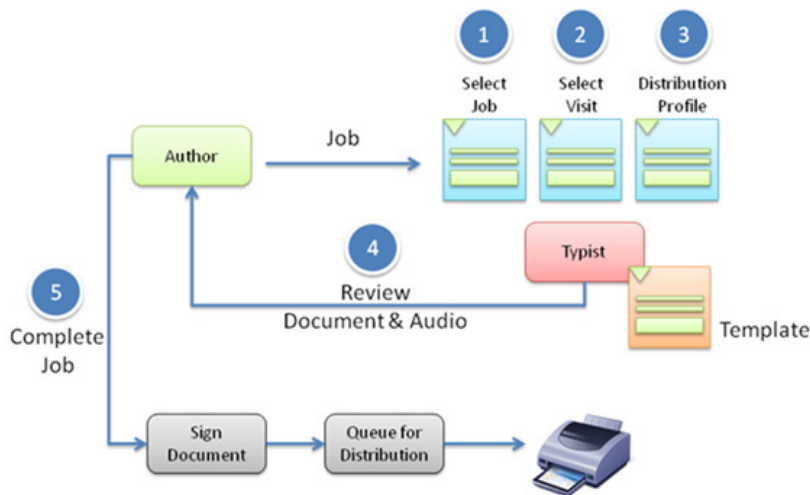 1
2
3
Select
Job
Select
Visit
Distribution
Profile
Author
Job
4
Typist
Review
Document & Audio
5
Complete
Job
Template
Sign
Document
Queue for
Distribution